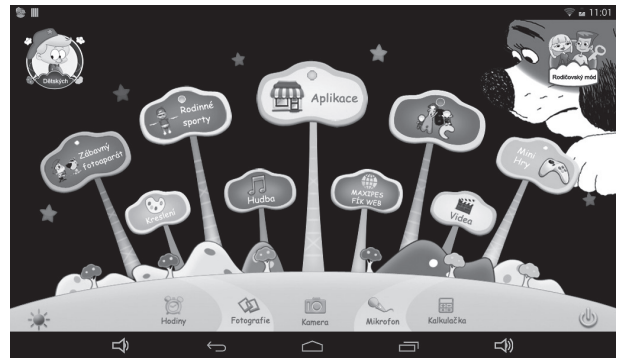 11:01
Dětských
Rodičovský mód
Aplikace
Rodinné
sporty
Zábavný
fotoaparát
Mini
Hry
Kreslení
Hudba
MAXIPES
FÍK WEB
Videa
Hodiny
Fotografie
Kamera
Mikrofon
Kalkulačka